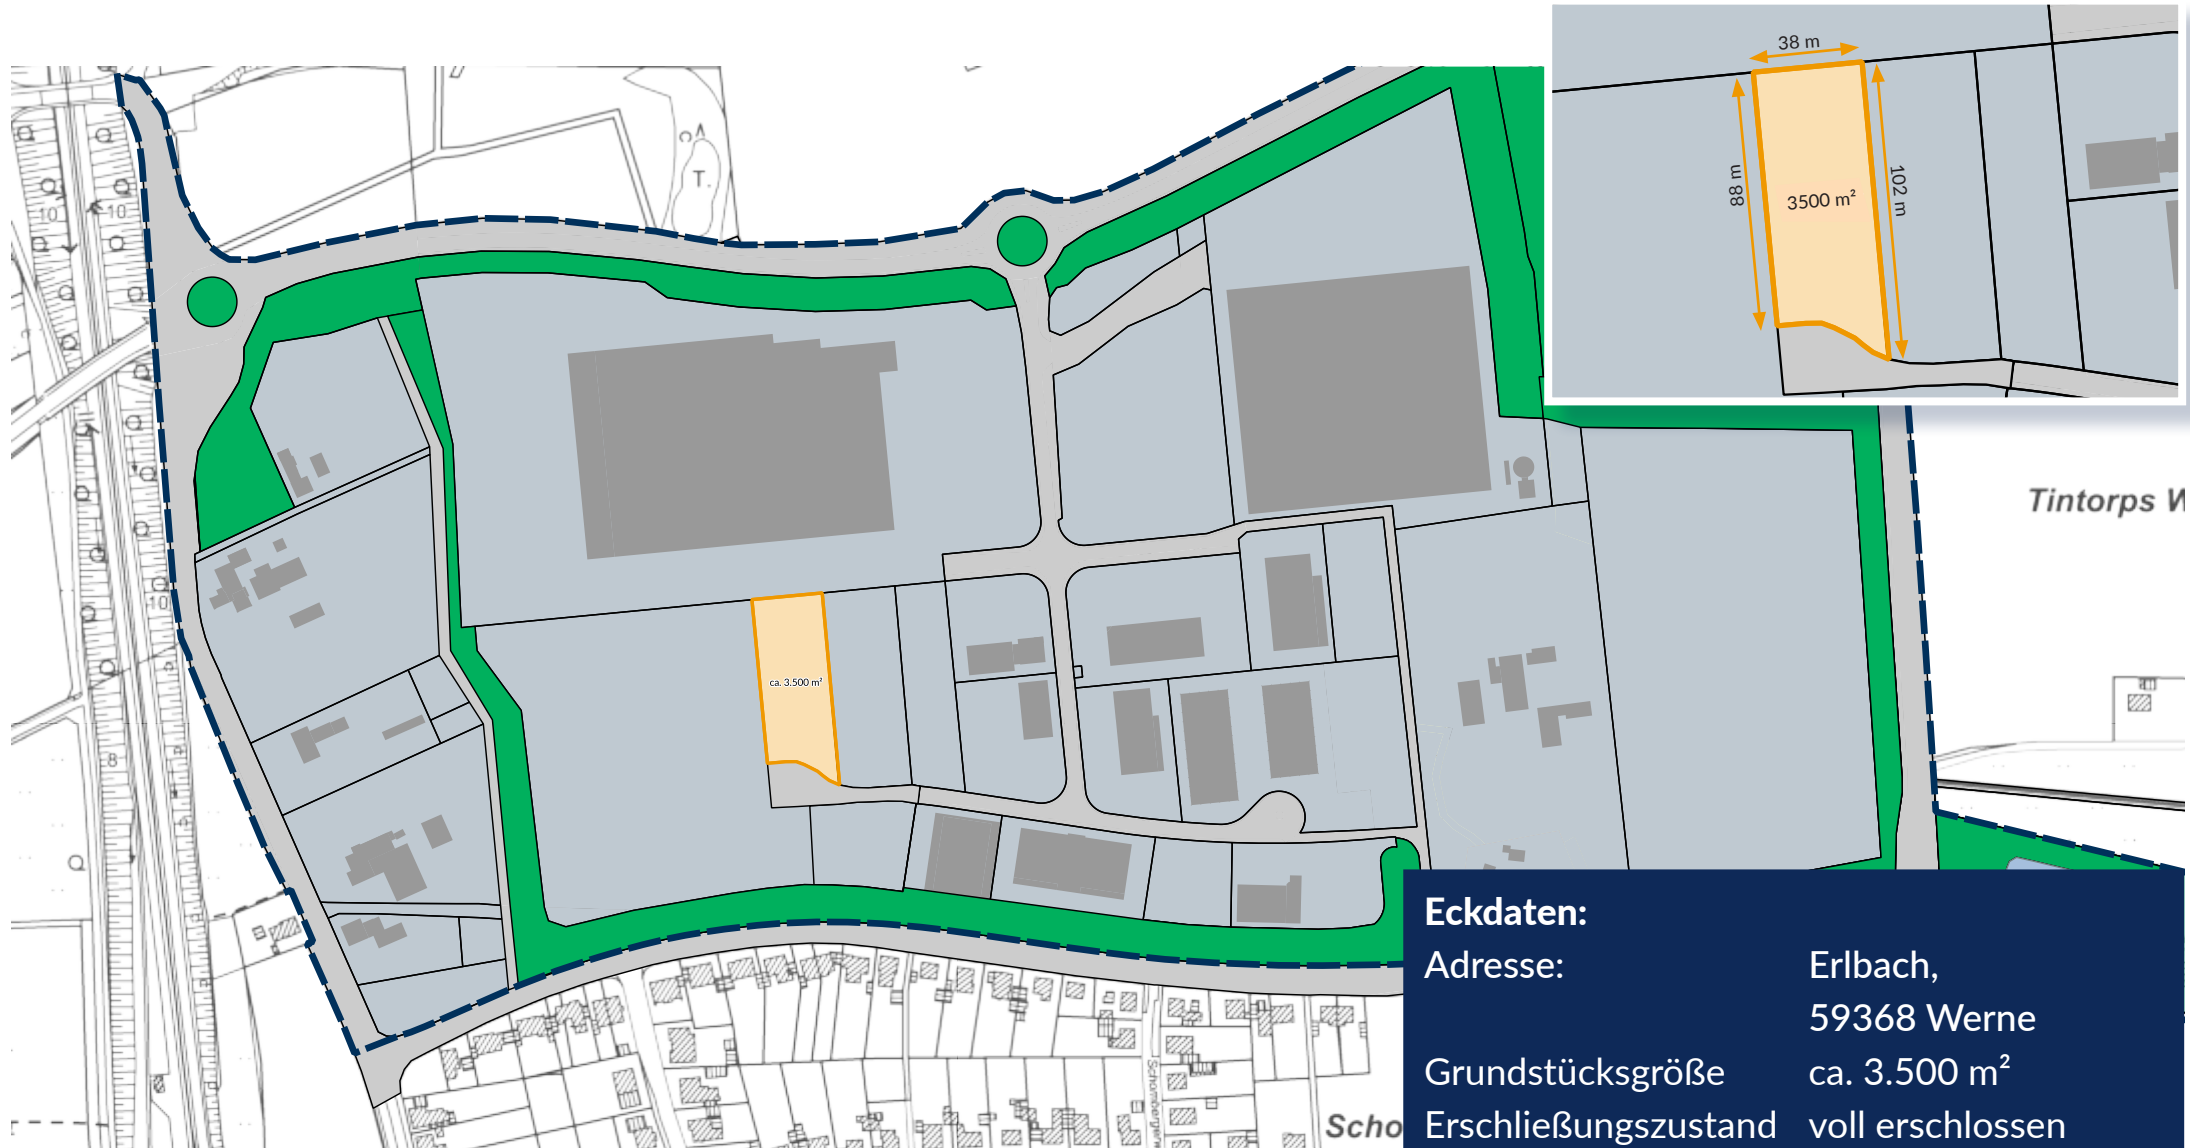 38 m
88 m
3500 m²
102 m
T.
10
10
Tintorps W
10
ca. 3.500 m²
8
Eckdaten:
Adresse: Erlbach,
59368 Werne
Grundstücksgröße ca. 3.500 m²
Erschließungszustand voll erschlossen
Scho